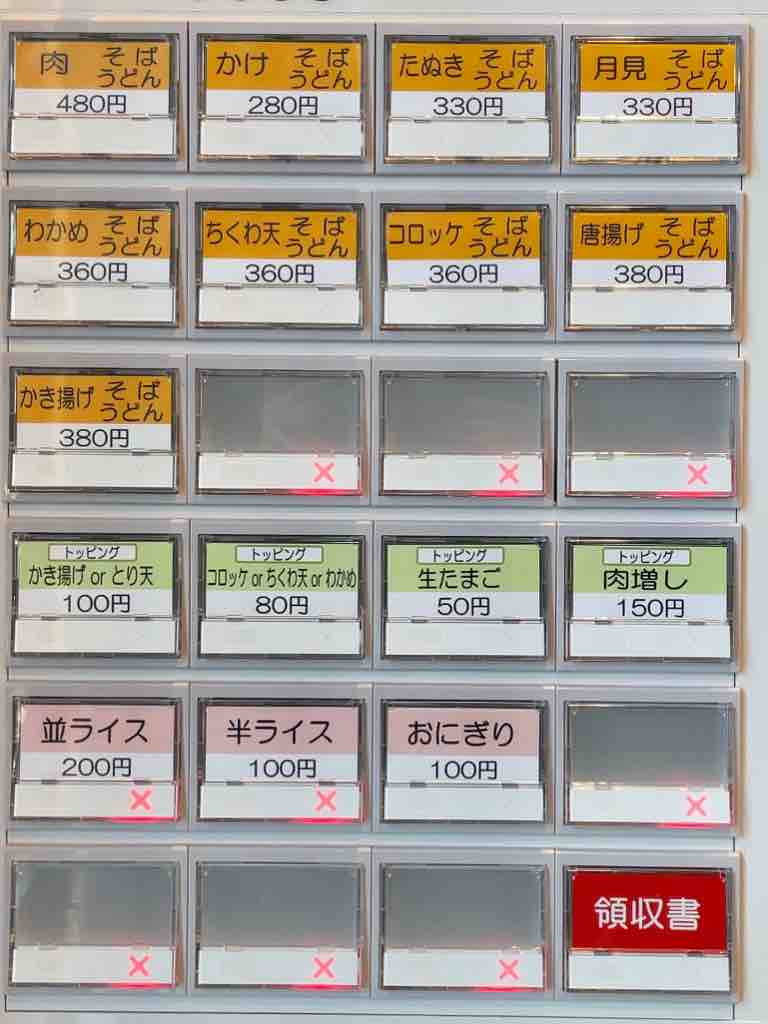 肉 そば うどん
480円
かけ そば うどん
280円
たぬき そば うどん
330円
月見 そば うどん
330円
わかめ そば うどん
360円
ちくわ天 そば うどん
360円
コロッケ そば うどん
360円
唐揚げ そば うどん
380円
かき揚げ そば うどん
380円
×
×
×
トッピング
かき揚げ or とり天
100円
トッピング
コロッケ or ちくわ天 or わかめ
80円
トッピング
生たまご
50円
トッピング
肉増し
150円
並ライス
200円
×
半ライス
100円
×
おにぎり
100円
×
×
×
×
領収書